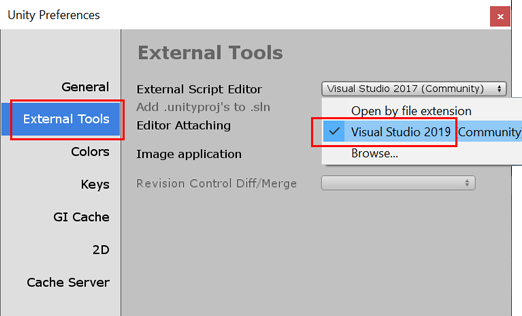 Unity Preferences
External Tools
General
External Tools
Colors
Keys
GI Cache
2D
Cache Server
External Script Editor
Visual Studio 2017 (Community)
Add .unityproj's to .sln
Open by file extension
Editor Attaching
Visual Studio 2019 (Community
Image application
Browse...
Revision Control Diff/Merge